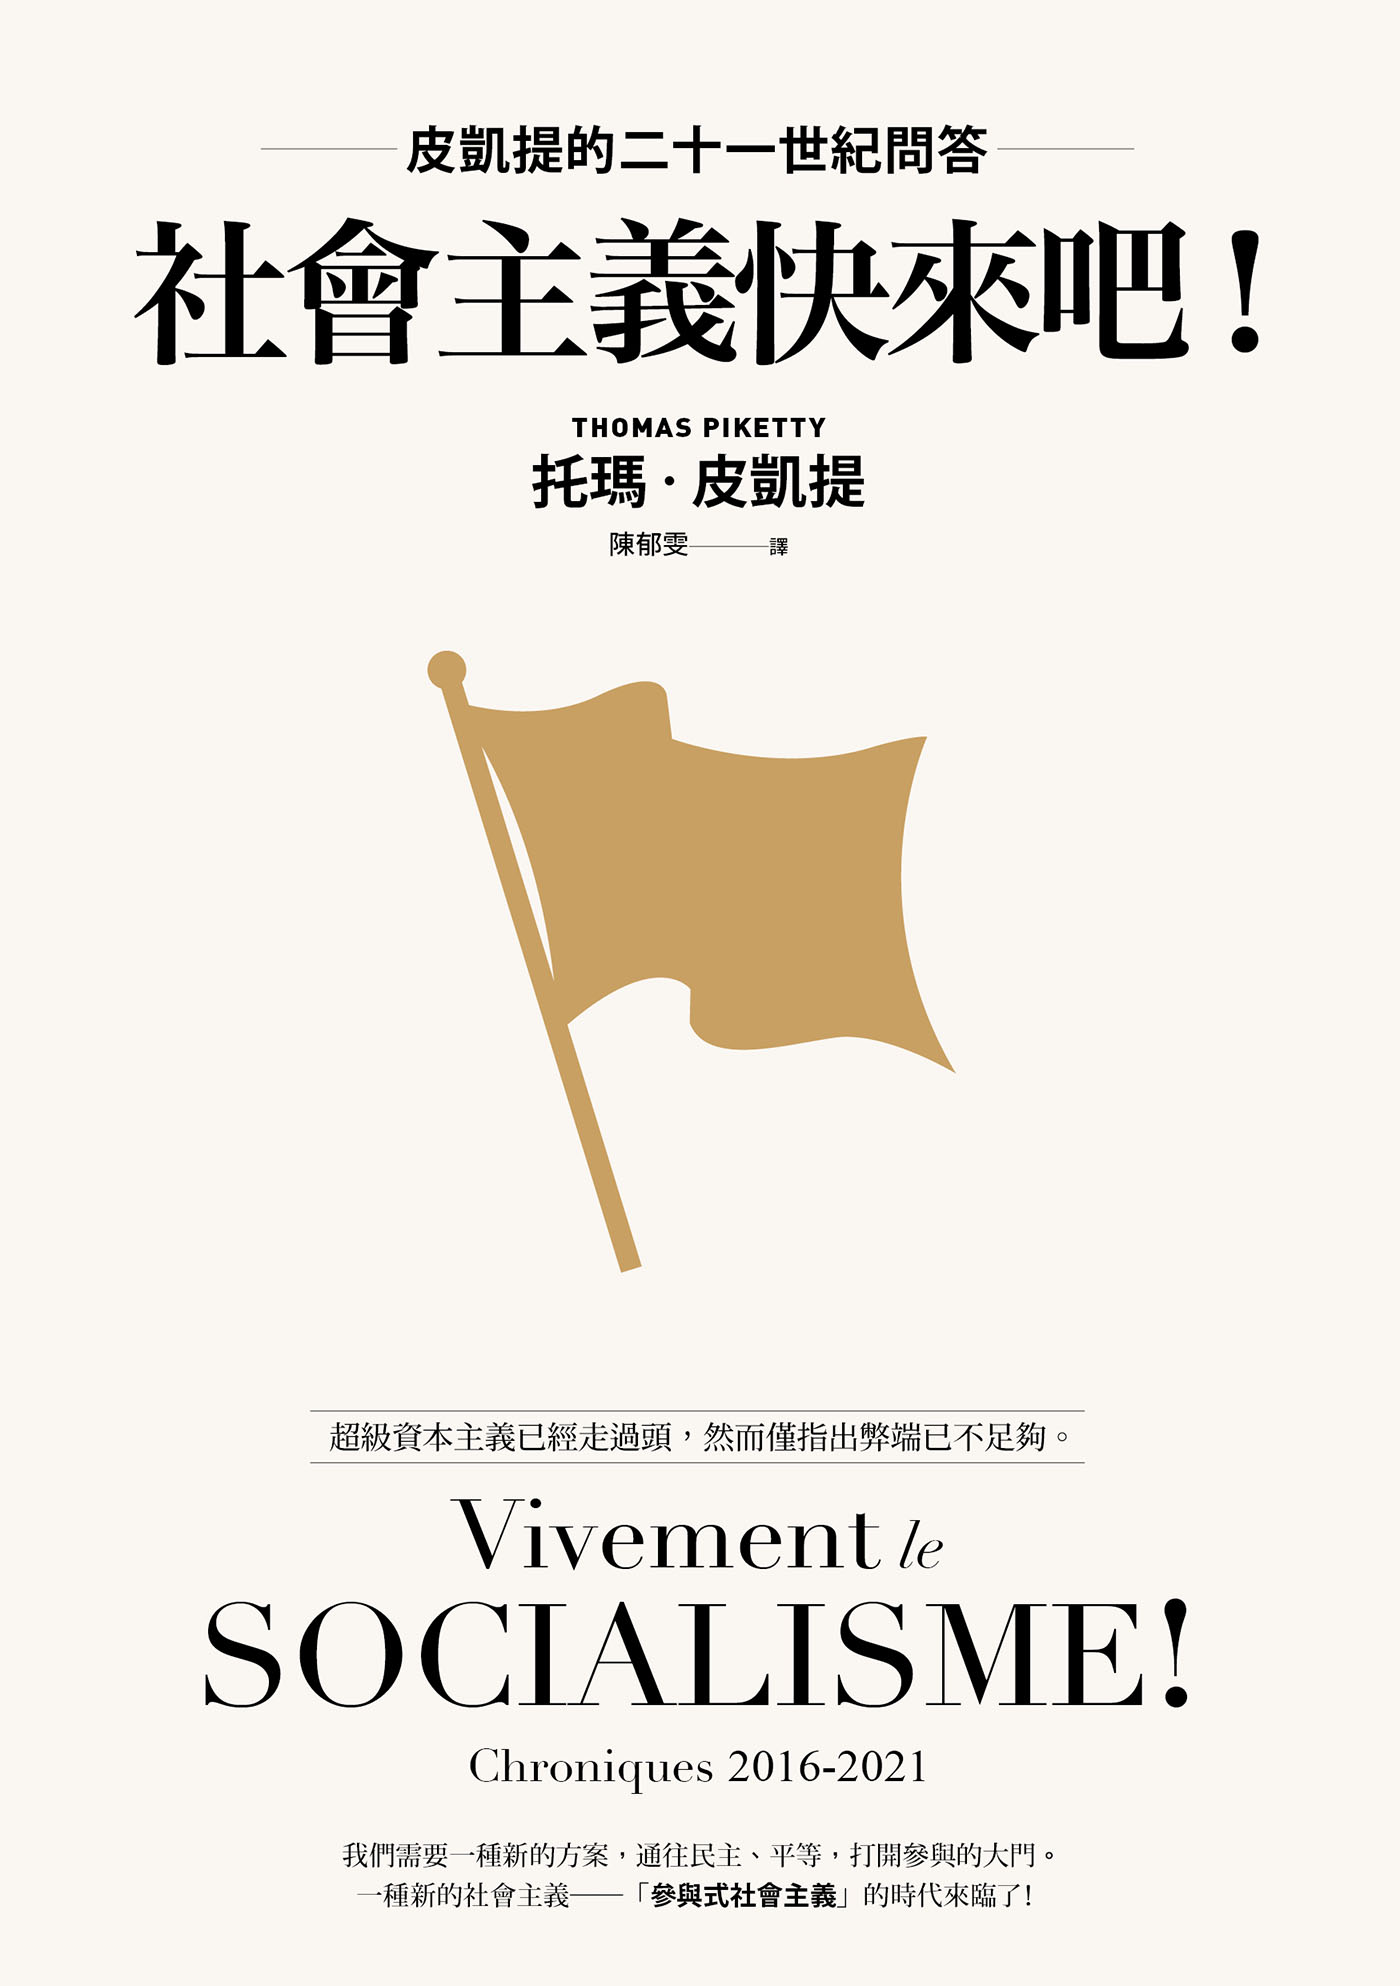 皮凱提的二十一世紀問答
社會主義快來吧！
THOMAS PIKETTY
托瑪·皮凱提
陳郁雯——譯
超級資本主義已經走過頭，然而僅指出弊端已不足夠。
Vivement le
SOCIALISME!
Chroniques 2016-2021
我們需要一種新的方案，通往民主、平等，打開參與的大門。
一種新的社會主義——「參與式社會主義」的時代來臨了！